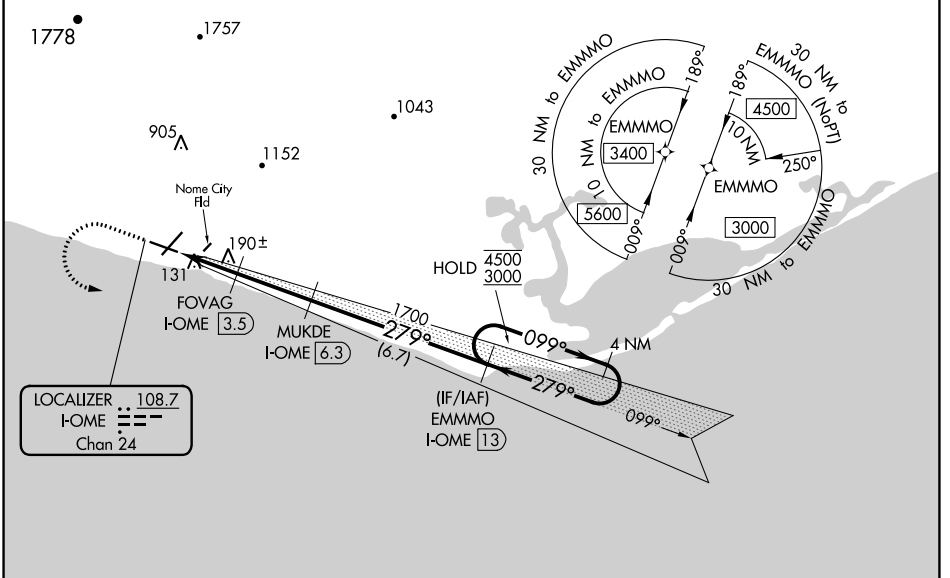 1778
1757
1043
905
1152
Nome City
Fld
190±
131
FOVAG
I-OME 3.5
MUKDE
I-OME 6.3
1700
279°
(6.7)
HOLD 4500
3000
099°
4 NM
279°
099°
(IF/IAF)
EMMMO
I-OME 13
LOCALIZER 108.7
I-OME
Chan 24
30 NM to EMMMO
10 NM to EMMMO
EMMMO
3400
5600
189°
009°
30 NM to
EMMMO (NoPT)
189°
4500
10 NM
250°
EMMMO
3000
009°
30 NM to EMMMO